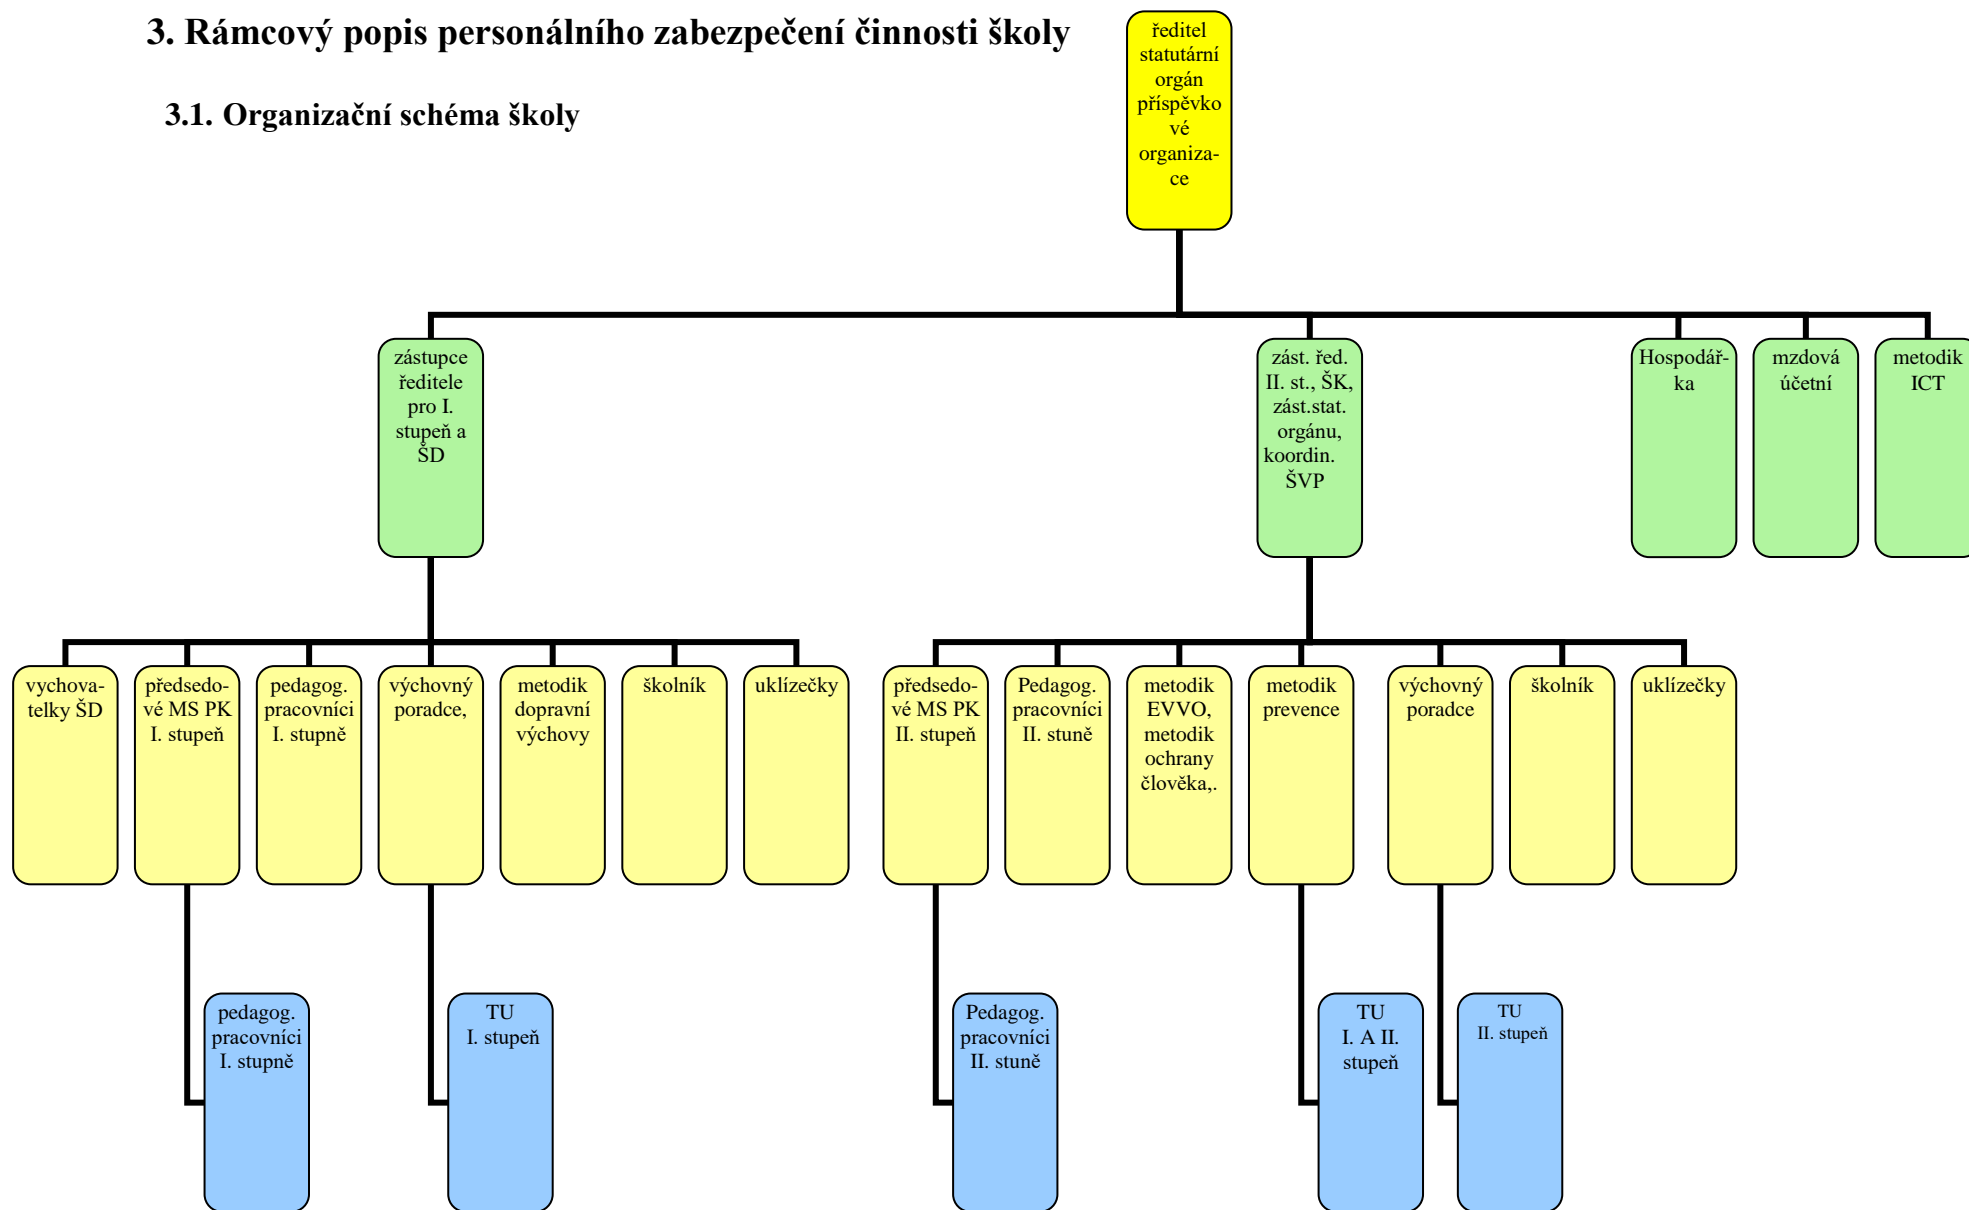 3. Rámcový popis personálního zabezpečení činnosti školy
3.1. Organizační schéma školy
ředitel
statutární
orgán
příspěvko
vé
organiza-
ce
zástupce
ředitele
pro I.
stupeň a
ŠD
zást. řed.
II. st., ŠK,
zást.stat.
orgánu,
koordin.
ŠVP
Hospodář-
ka
mzdová
účetní
metodik
ICT
vychova-
telky ŠD
předsedo-
vé MS PK
I. stupeň
pedagog.
pracovníci
I. stupně
výchovný
poradce,
metodik
dopravní
výchovy
školník
uklízečky
předsedo-
vé MS PK
II. stupeň
Pedagog.
pracovníci
II. stuně
metodik
EVVO,
metodik
ochrany
člověka,.
metodik
prevence
výchovný
poradce
školník
uklízečky
pedagog.
pracovníci
I. stupně
TU
I. stupeň
Pedagog.
pracovníci
II. stuně
TU
I. A II.
stupeň
TU
II. stupeň